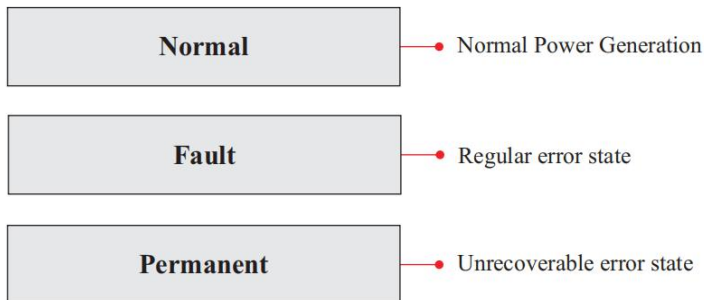 Normal
Normal Power Generation
Fault
Regular error state
Permanent
Unrecoverable error state